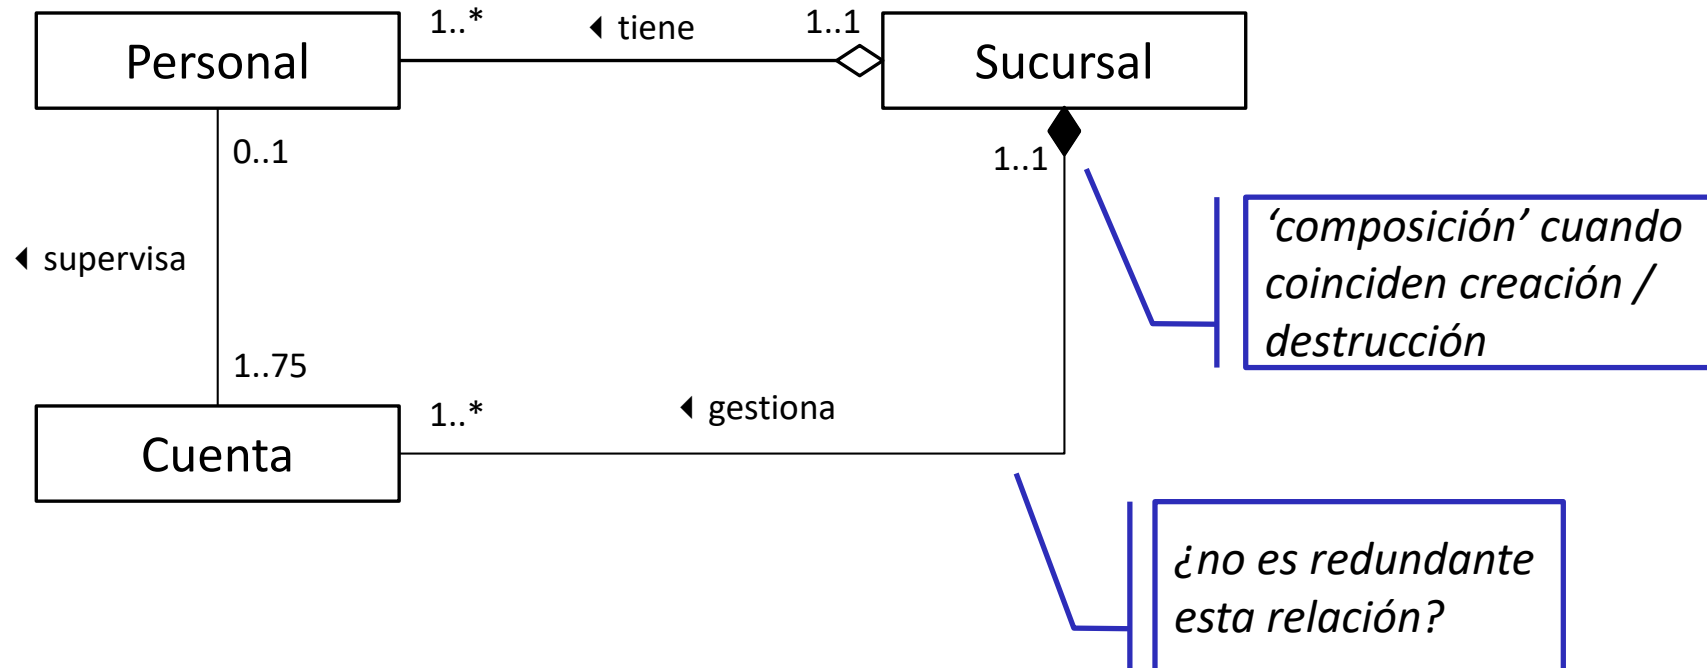 1..* ◀ tiene 1..1
Personal
Sucursal
0..1
1..1
‘composición’ cuando
coinciden creación /
destrucción
◀ supervisa
1..75
1..* ◀ gestiona
Cuenta
¿no es redundante
esta relación?